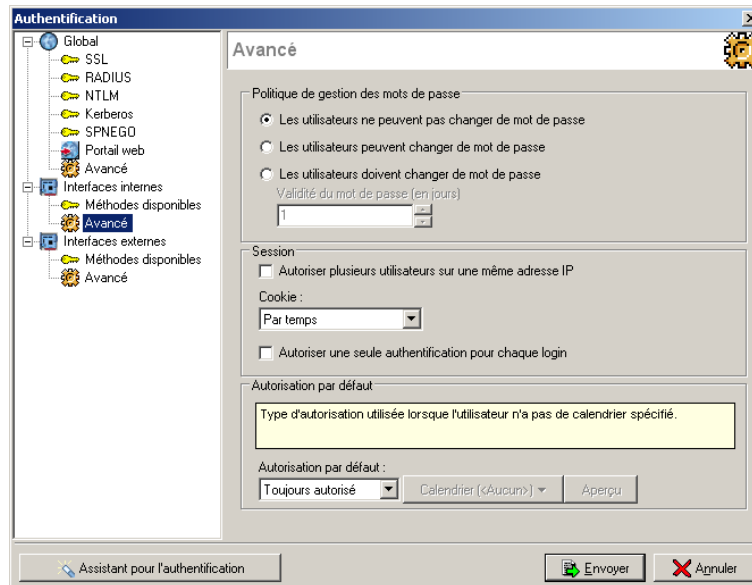 Authentification
Global
SSL
RADIUS
NTLM
Kerberos
SPNEGO
Portail web
Avancé
Interfaces internes
Méthodes disponibles
Avancé
Interfaces externes
Méthodes disponibles
Avancé
Avancé
Politique de gestion des mots de passe
Les utilisateurs ne peuvent pas changer de mot de passe
Les utilisateurs peuvent changer de mot de passe
Les utilisateurs doivent changer de mot de passe
Validité du mot de passe (en jours)
1
Session
Autoriser plusieurs utilisateurs sur une même adresse IP
Cookie :
Par temps
Autoriser une seule authentification pour chaque login
Autorisation par défaut
Type d'autorisation utilisée lorsque l'utilisateur n'a pas de calendrier spécifié.
Autorisation par défaut :
Toujours autorisé
Calendrier (<Aucun>)
Aperçu
Assistant pour l'authentification
Envoyer
Annuler